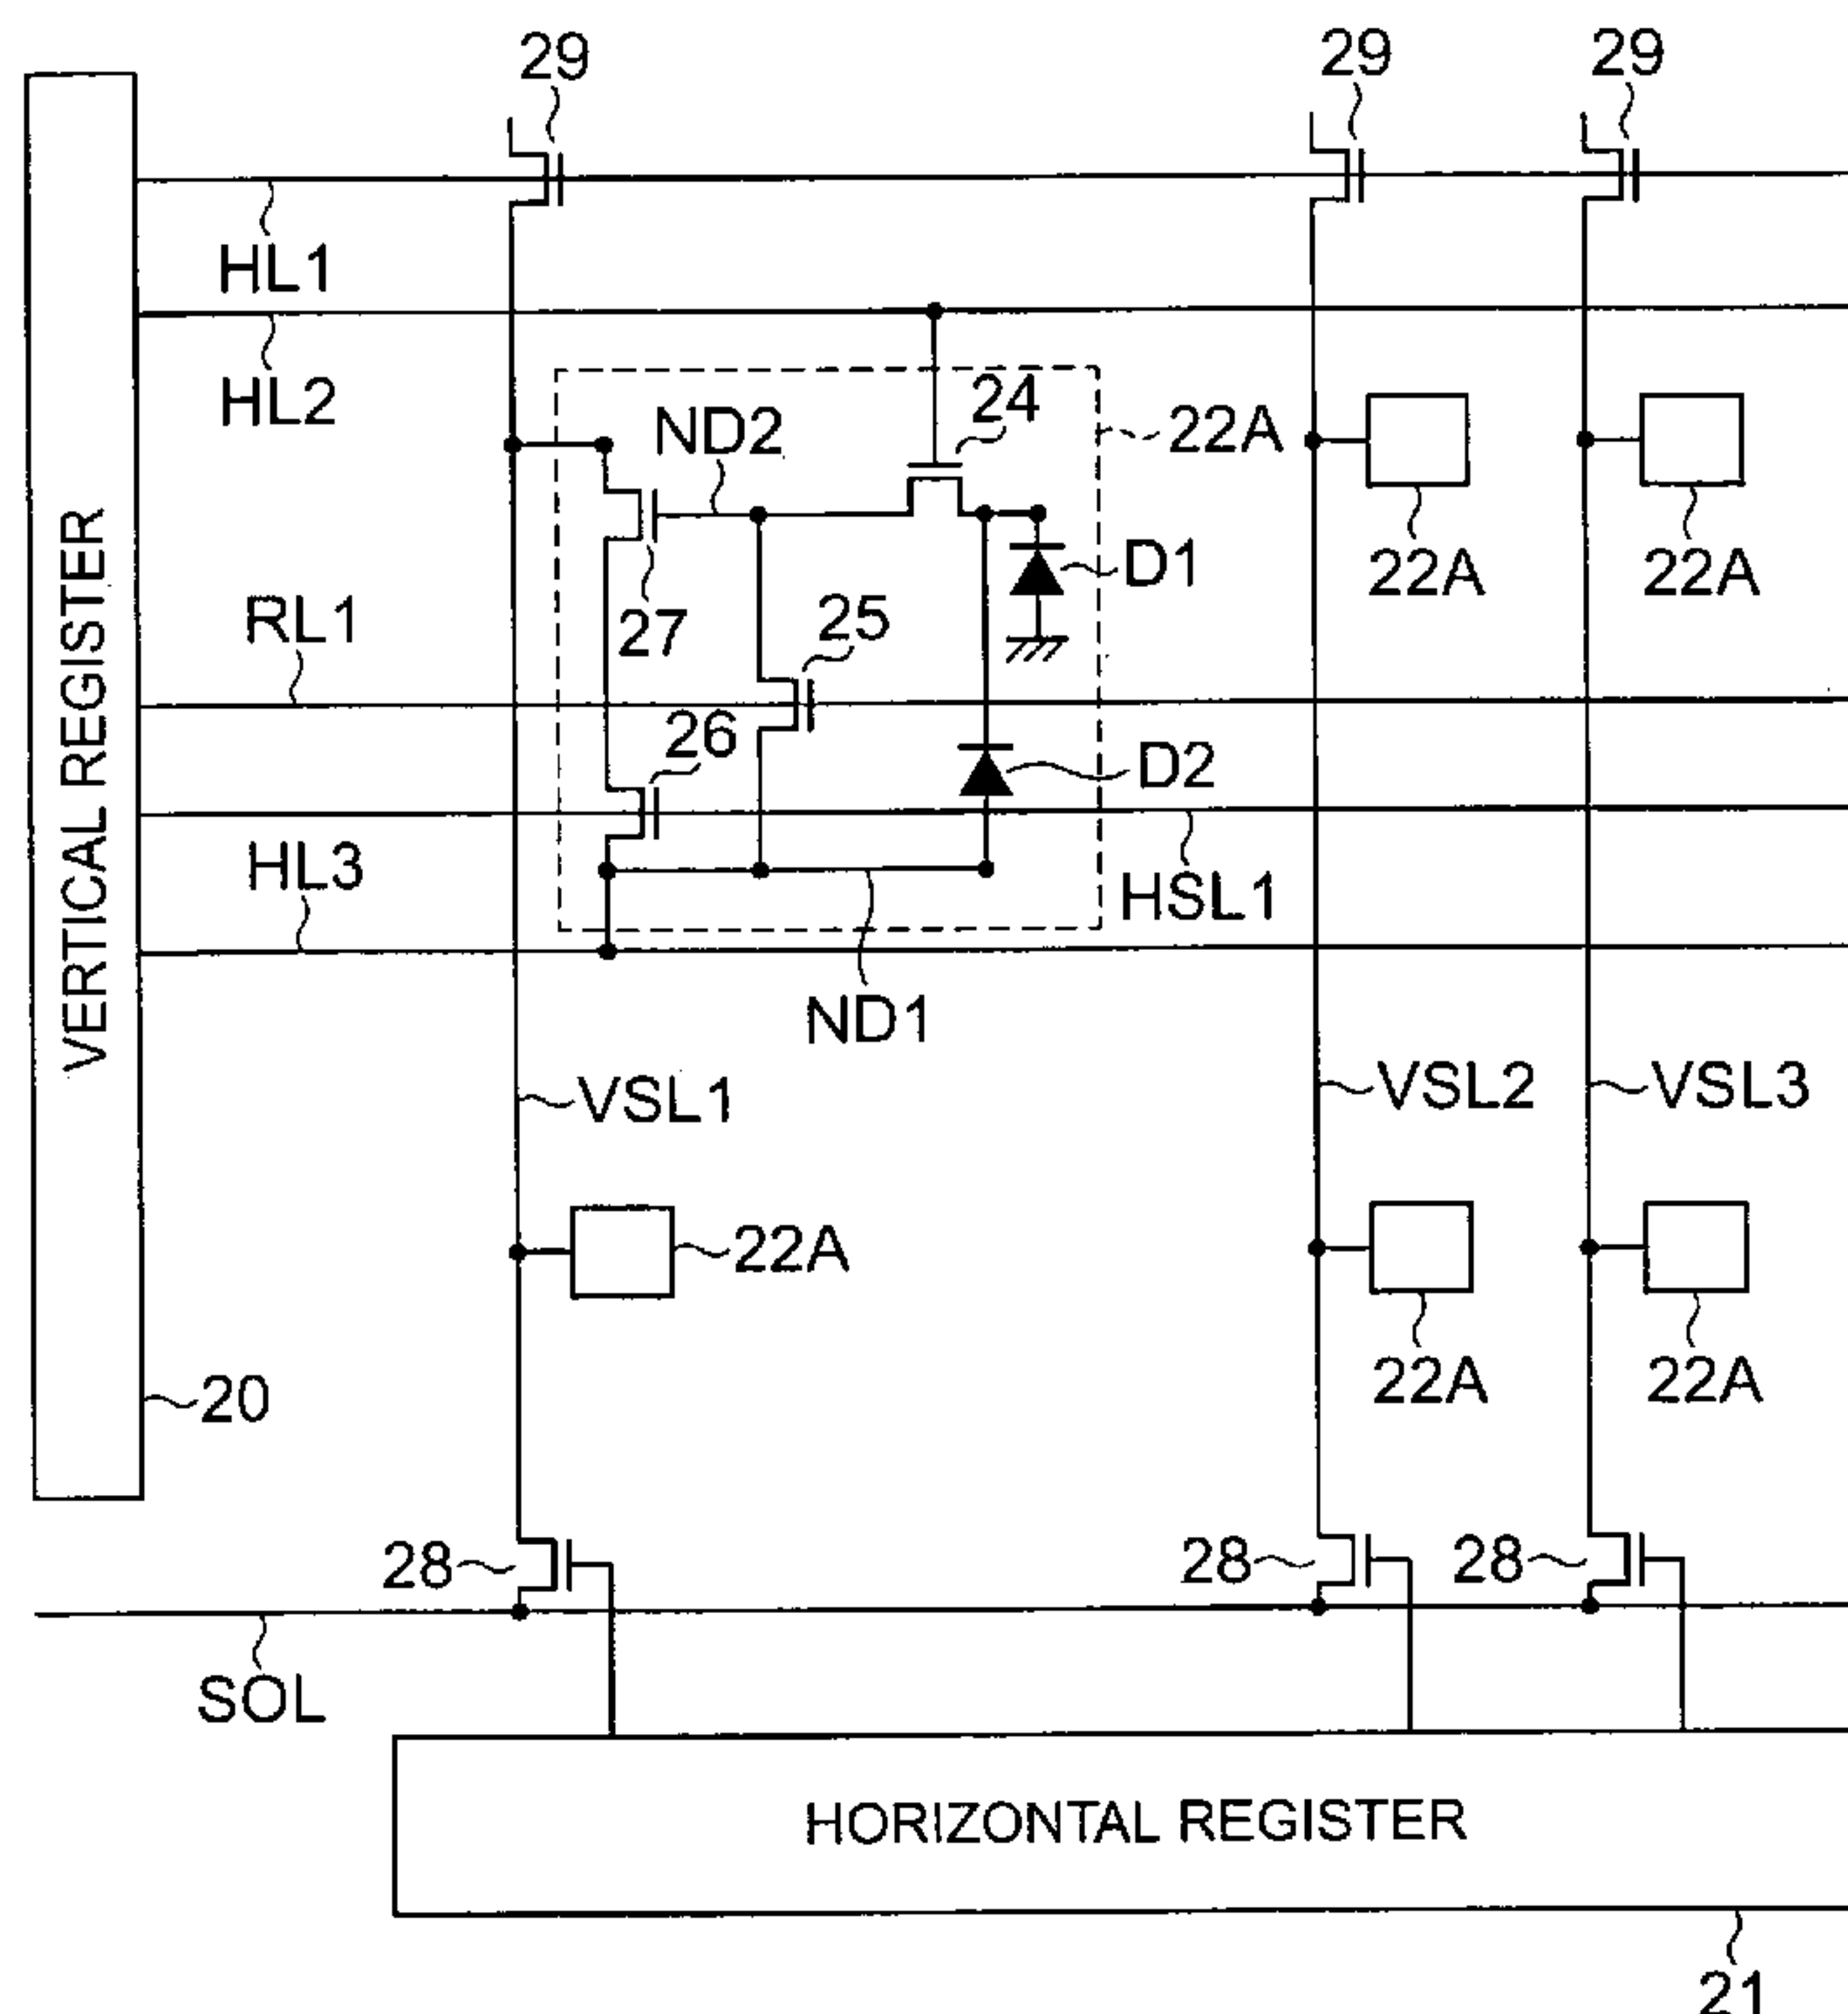 29
29
29
HL1
HL2
ND2
24
22A
D1
22A
22A
RL1
27
25
26
D2
HL3
HSL1
ND1
VERTICAL REGISTER
VSL1
VSL2
VSL3
22A
22A
22A
20
28
28
28
SOL
HORIZONTAL REGISTER
21